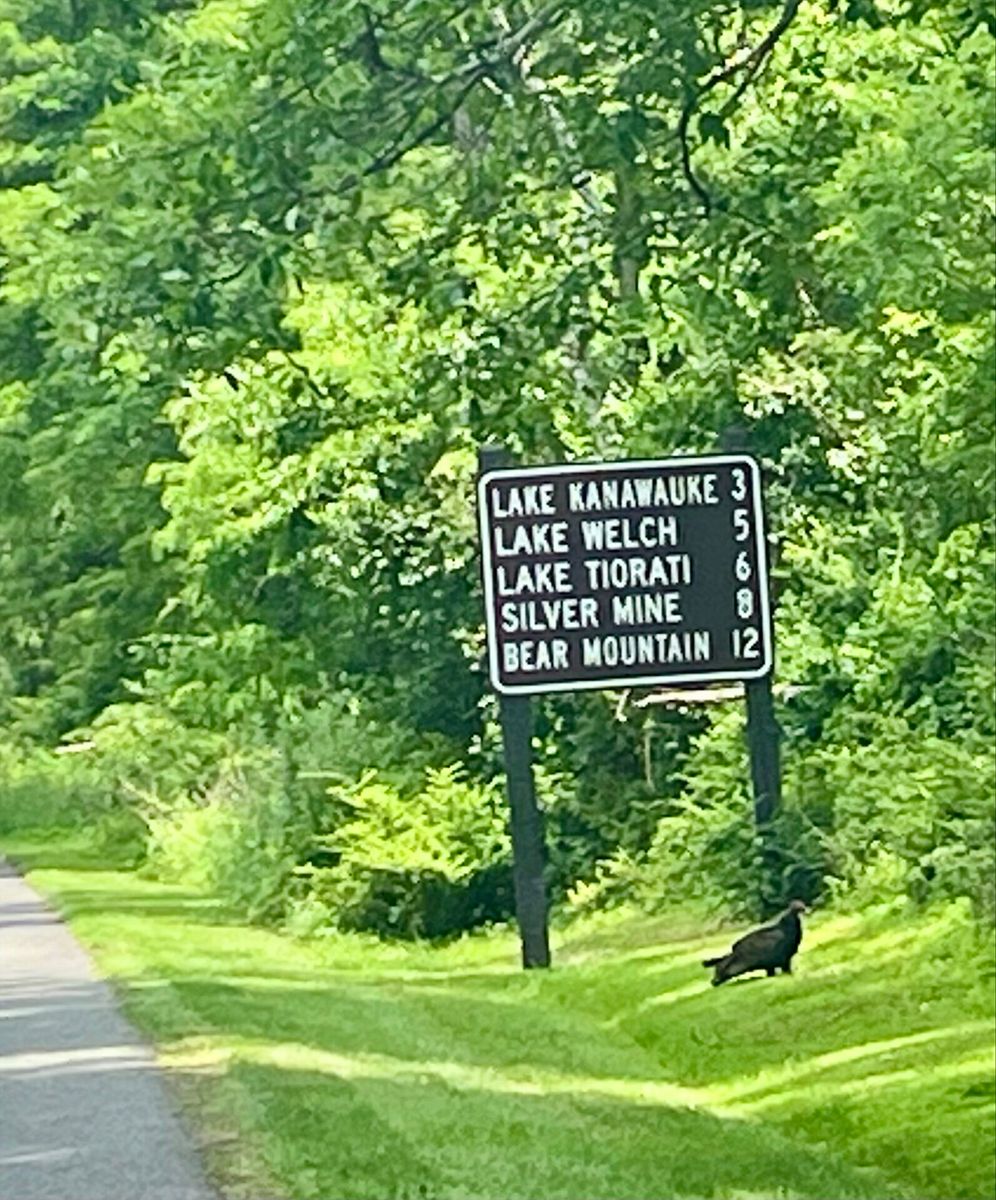 LAKE KANAWAUKE 3
LAKE WELCH 5
LAKE TIORATI 6
SILVER MINE 8
BEAR MOUNTAIN 12